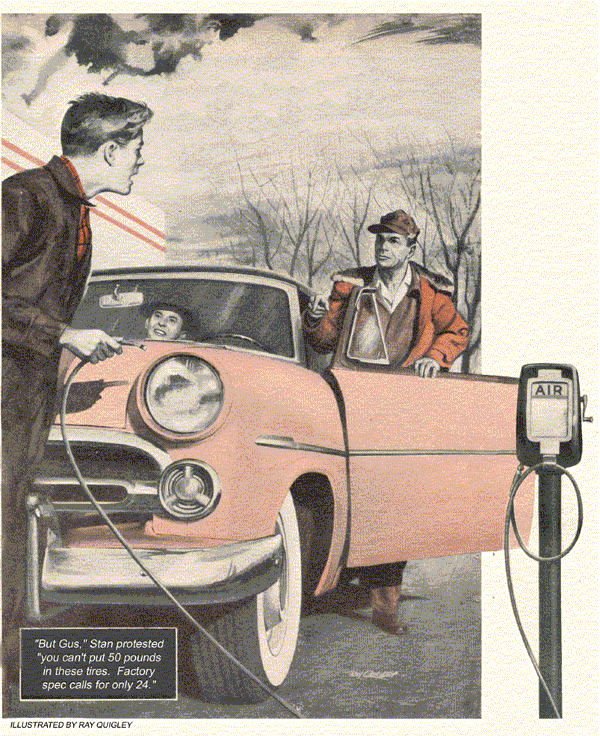 AIR
"But Gus," Stan protested
"you can't put 50 pounds
in these tires. Factory
spec calls for only 24."
ILLUSTRATED BY RAY QUIGLEY